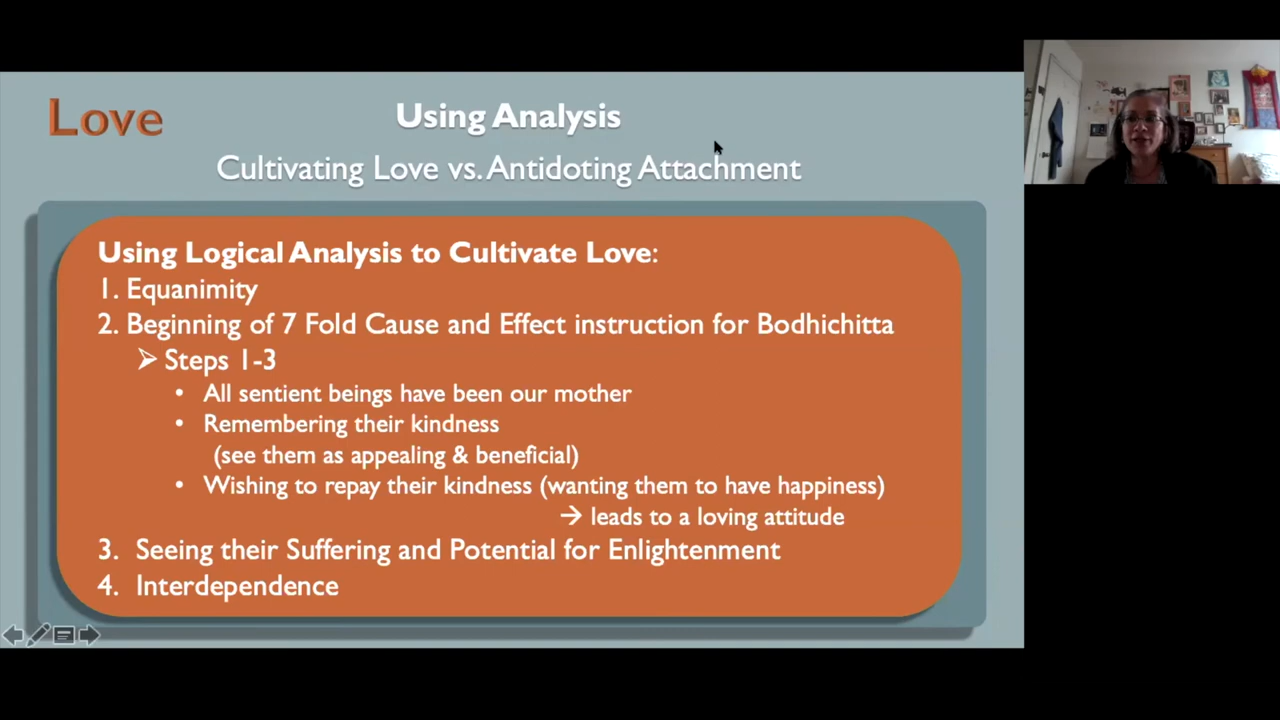 Love
Using Analysis
Cultivating Love vs. Antidoting Attachment
Using Logical Analysis to Cultivate Love:
1. Equanimity
2. Beginning of 7 Fold Cause and Effect instruction for Bodhichitta
➢ Steps 1-3
• All sentient beings have been our mother
• Remembering their kindness
(see them as appealing & beneficial)
• Wishing to repay their kindness (wanting them to have happiness)
→ leads to a loving attitude
3. Seeing their Suffering and Potential for Enlightenment
4. Interdependence